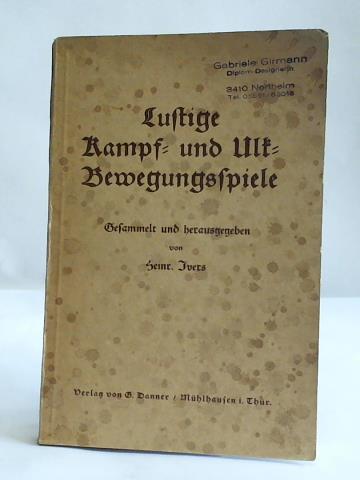 Gabriele Girmann
Diplom-Designerin
3410 Northeim
Lustige
Kampf- und Ulk-
Bewegungsspiele
Gesammelt und herausgegeben
von
Heinr. Ivers
Verlag von G. Danner / Mühlhausen i. Thür.